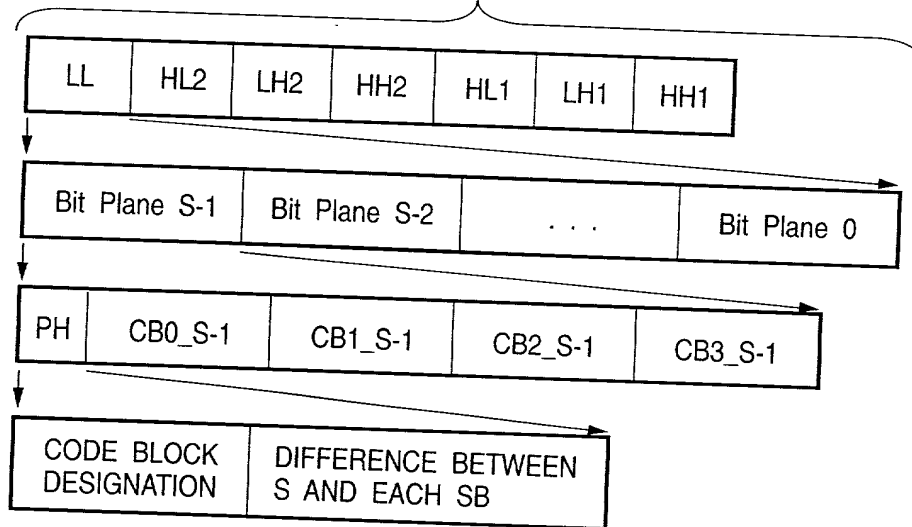 LL HL2 LH2 HH2 HL1 LH1 HH1
Bit Plane S-1 Bit Plane S-2 . . . Bit Plane 0
PH CB0_S-1 CB1_S-1 CB2_S-1 CB3_S-1
CODE BLOCK
DESIGNATION
DIFFERENCE BETWEEN
S AND EACH SB